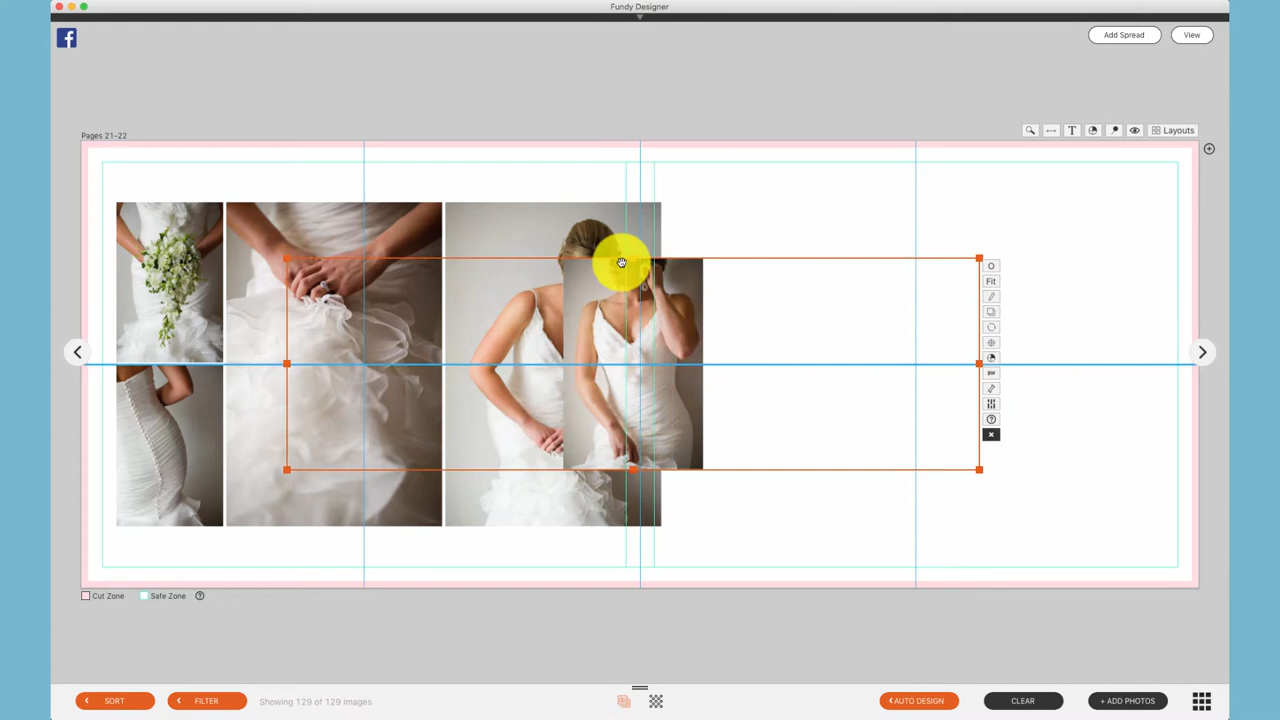 Fundy Designer
Add Spread
View
Pages 21-22
T
Layouts
O
Fit
BW
Cut Zone
Safe Zone
SORT
FILTER
Showing 129 of 129 images
AUTO DESIGN
CLEAR
+ ADD PHOTOS